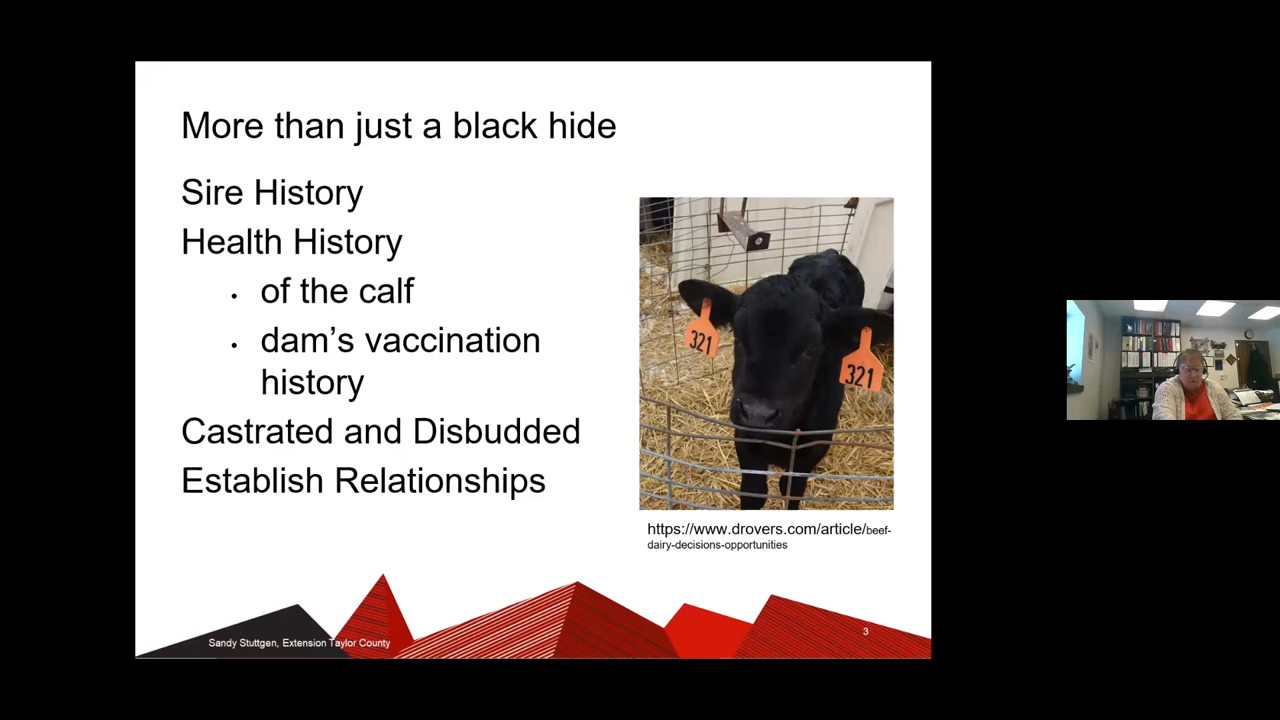 More than just a black hide
Sire History
Health History
• of the calf
• dam’s vaccination
history
Castrated and Disbudded
Establish Relationships
321
321
https://www.drovers.com/article/beef-
dairy-decisions-opportunities
Sandy Stuttgen, Extension Taylor County
3